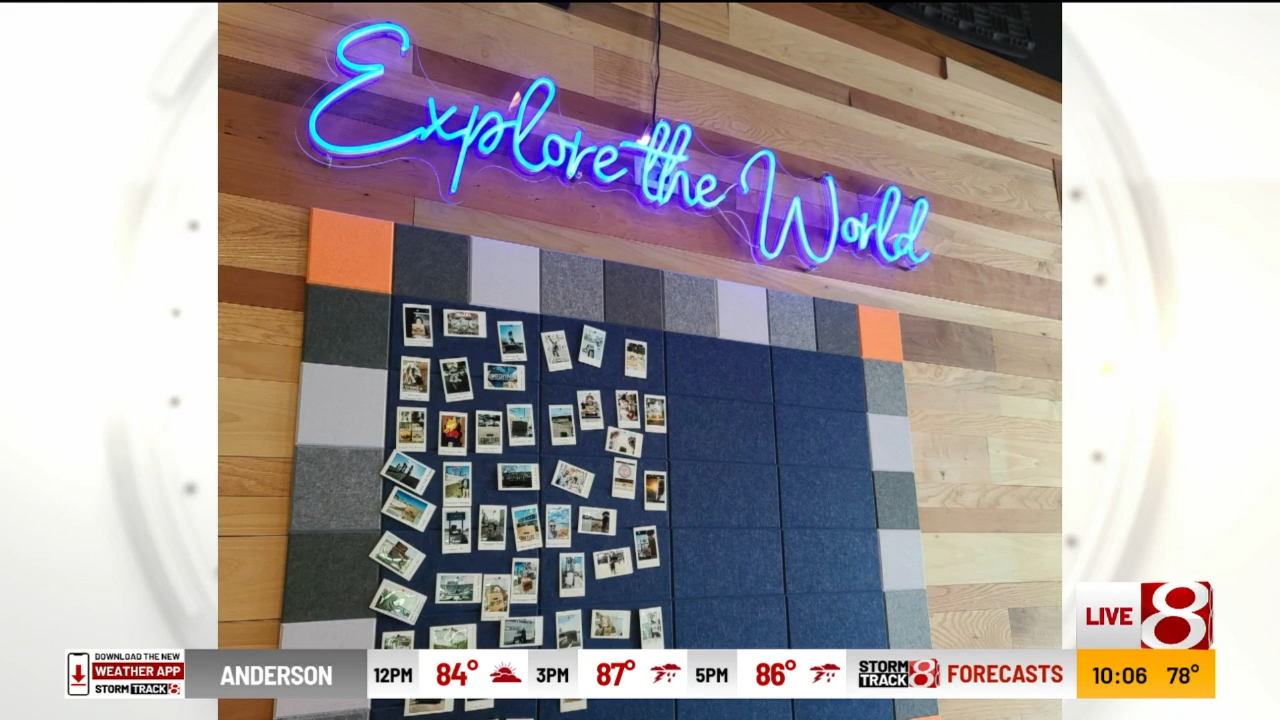 Explore the World
LIVE 8
DOWNLOAD THE NEW
WEATHER APP
STORM TRACK 8
ANDERSON
12PM 84° 3PM 87° 5PM 86°
STORM TRACK 8 FORECASTS
10:06 78°